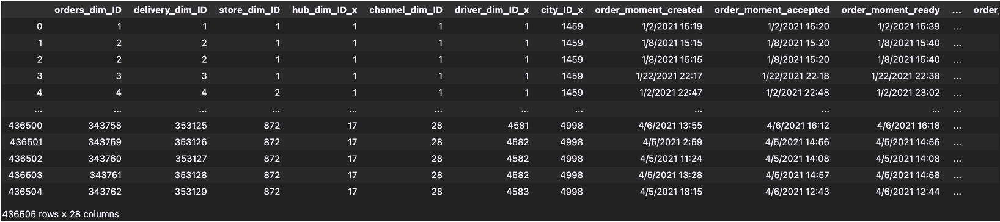 orders_dim_ID delivery_dim_ID store_dim_ID hub_dim_ID_x channel_dim_ID driver_dim_ID_x city_ID_x order_moment_created order_moment_accepted order_moment_ready ... order_
0 1 1 1 1 1 1 1459 1/2/2021 15:19 1/2/2021 15:20 1/2/2021 15:39 ...
1 2 2 1 1 1 1 1459 1/8/2021 15:15 1/8/2021 15:20 1/8/2021 15:40 ...
2 2 2 1 1 1 1 1459 1/8/2021 15:15 1/8/2021 15:20 1/8/2021 15:40 ...
3 3 3 1 1 1 1 1459 1/22/2021 22:17 1/22/2021 22:18 1/22/2021 22:38 ...
4 4 4 2 1 1 1 1459 1/2/2021 22:47 1/2/2021 22:48 1/2/2021 23:02 ...
... ... ... ... ... ... ... ... ... ... ... ...
436500 343758 353125 872 17 28 4581 4998 4/6/2021 13:55 4/6/2021 16:12 4/6/2021 16:18 ...
436501 343759 353126 872 17 28 4582 4998 4/5/2021 2:59 4/5/2021 14:56 4/5/2021 14:56 ...
436502 343760 353127 872 17 28 4582 4998 4/5/2021 11:24 4/5/2021 14:08 4/5/2021 14:08 ...
436503 343761 353128 872 17 28 4582 4998 4/5/2021 13:28 4/5/2021 14:57 4/5/2021 14:58 ...
436504 343762 353129 872 17 28 4583 4998 4/5/2021 18:15 4/6/2021 12:43 4/6/2021 12:44 ...
436505 rows × 28 columns